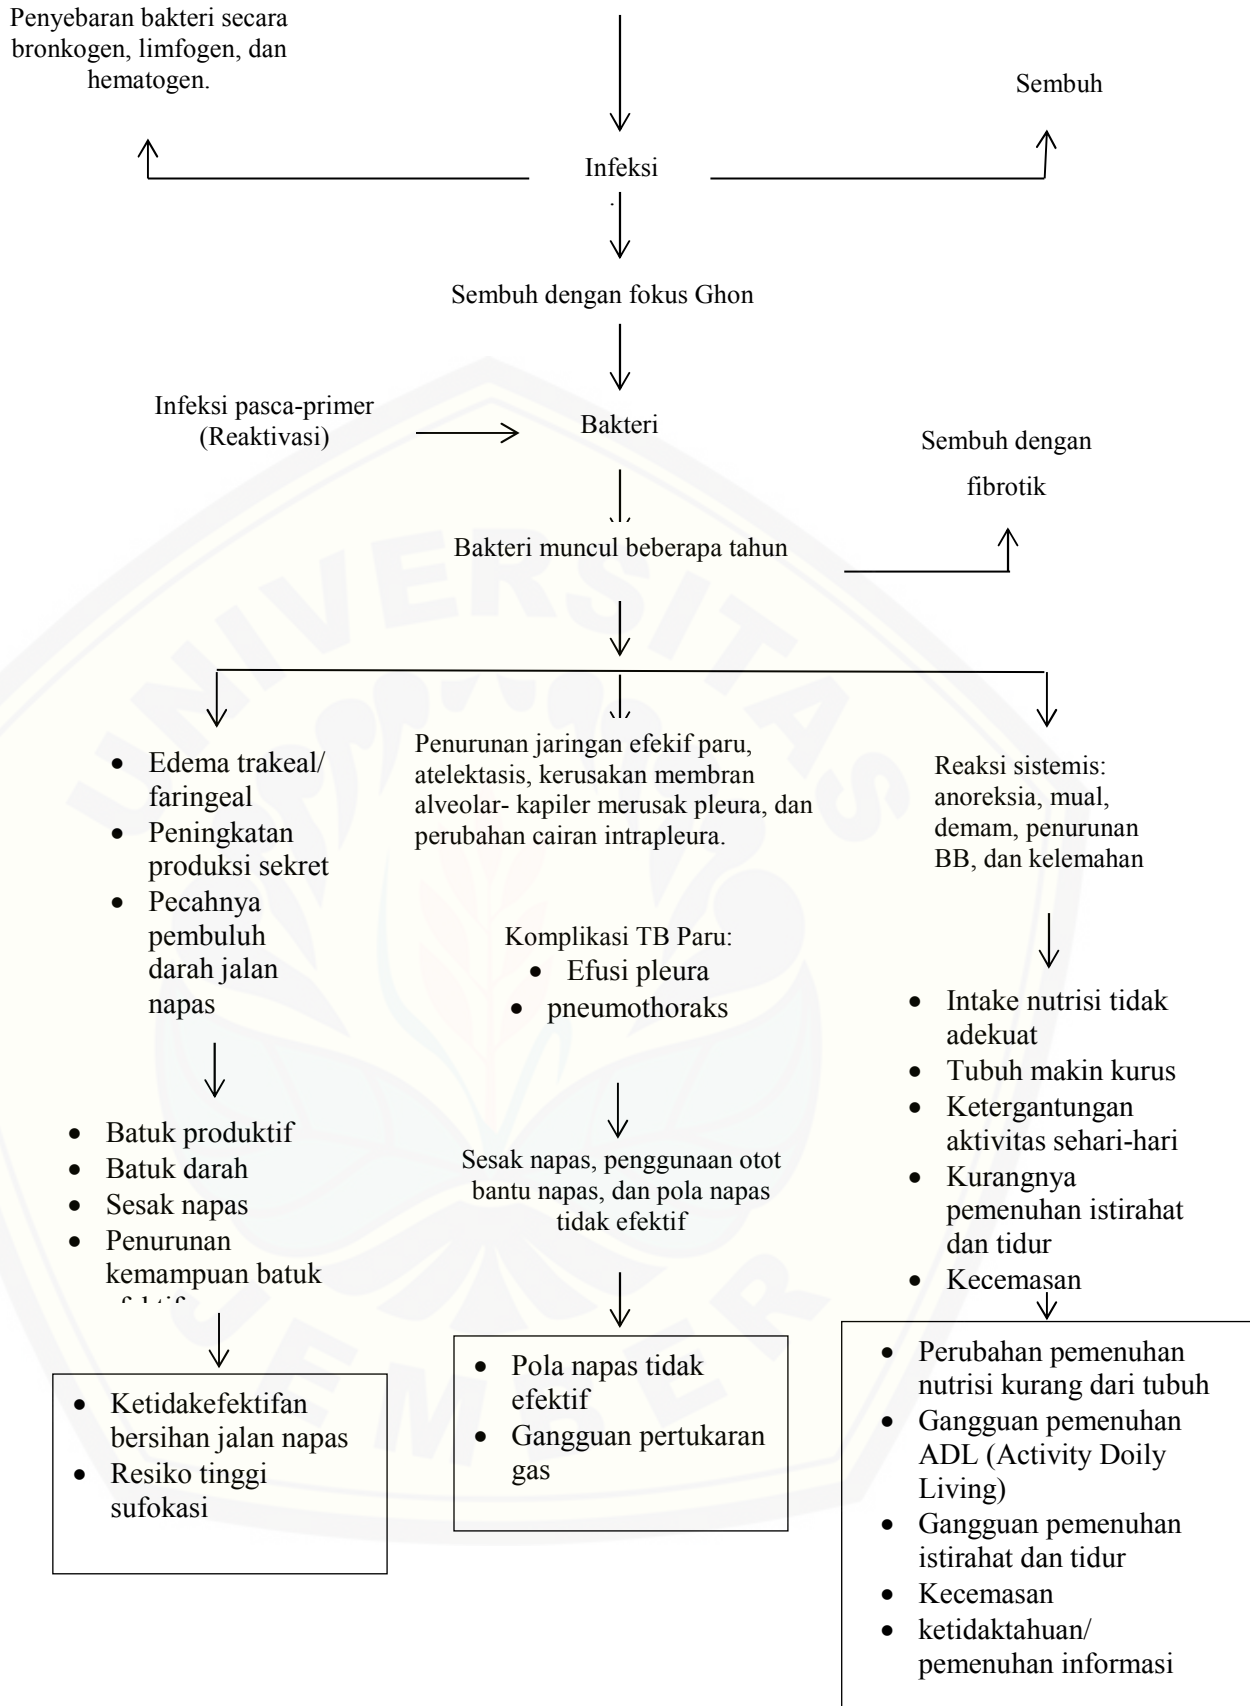 Penyebaran bakteri secara
bronkogen, limfogen, dan
hematogen.
Sembuh
Infeksi
Sembuh dengan fokus Ghon
Infeksi pasca-primer
(Reaktivasi)
Bakteri
Sembuh dengan
fibrotik
Bakteri muncul beberapa tahun
• Edema trakeal/
faringeal
• Peningkatan
produksi sekret
• Pecahnya
pembuluh
darah jalan
napas
Penurunan jaringan efekif paru,
atelektasis, kerusakan membran
alveolar- kapiler merusak pleura, dan
perubahan cairan intrapleura.
Reaksi sistemis:
anoreksia, mual,
demam, penurunan
BB, dan kelemahan
Komplikasi TB Paru:
• Efusi pleura
• pneumothoraks
• Intake nutrisi tidak
adekuat
• Tubuh makin kurus
• Ketergantungan
aktivitas sehari-hari
• Kurangnya
pemenuhan istirahat
dan tidur
• Kecemasan
• Batuk produktif
• Batuk darah
• Sesak napas
• Penurunan
kemampuan batuk
Sesak napas, penggunaan otot
bantu napas, dan pola napas
tidak efektif
• Ketidakefektifan
bersihan jalan napas
• Resiko tinggi
sufokasi
• Pola napas tidak
efektif
• Gangguan pertukaran
gas
• Perubahan pemenuhan
nutrisi kurang dari tubuh
• Gangguan pemenuhan
ADL (Activity Doily
Living)
• Gangguan pemenuhan
istirahat dan tidur
• Kecemasan
• ketidaktahuan/
pemenuhan informasi
UNIVERSITAS
JEMBER